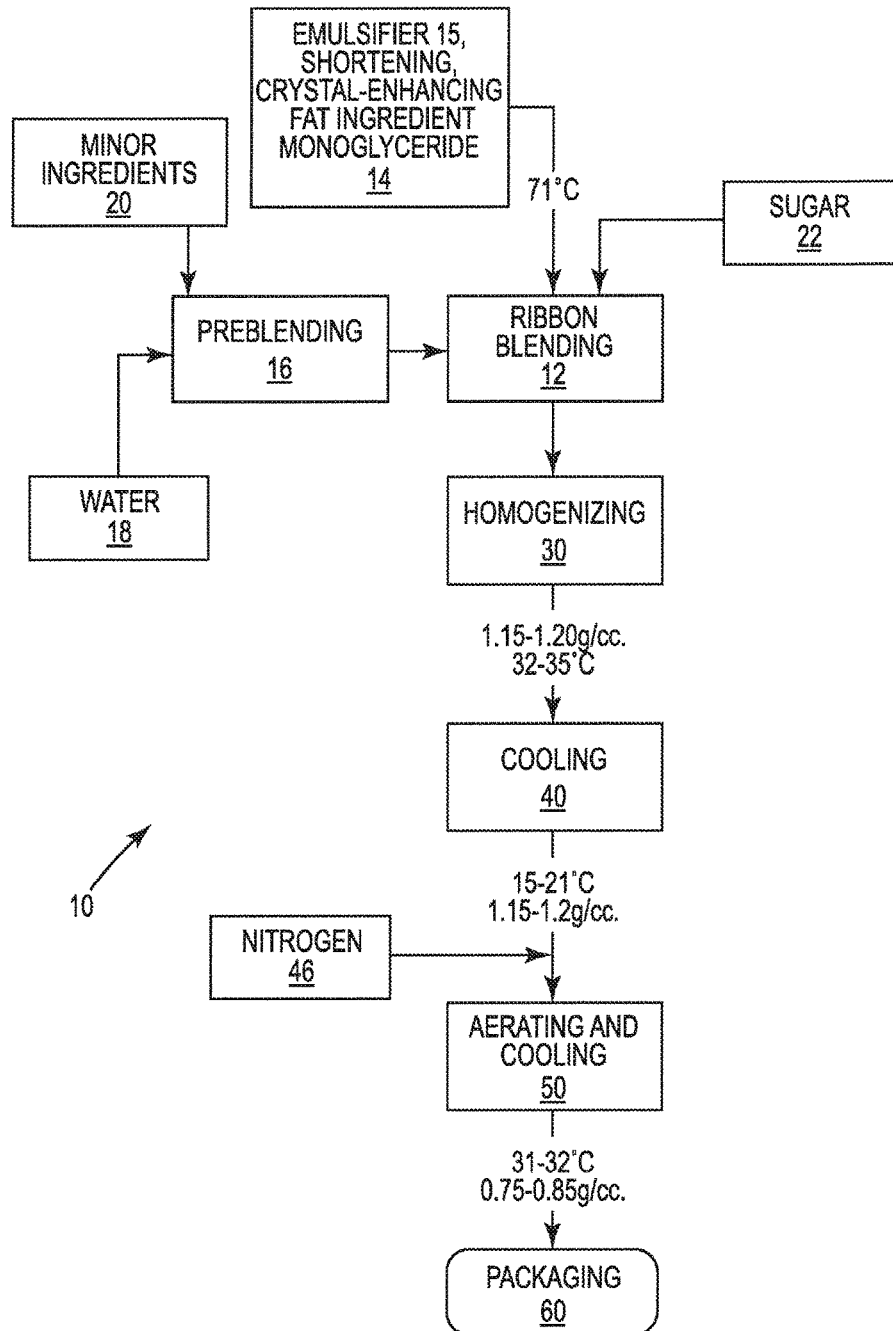 EMULSIFIER 15,
SHORTENING,
CRYSTAL-ENHANCING
FAT INGREDIENT
MONOGLYCERIDE
14
MINOR
INGREDIENTS
20
71°C
SUGAR
22
PREBLENDING
16
RIBBON
BLENDING
12
WATER
18
HOMOGENIZING
30
1.15-1.20g/cc.
32-35°C
COOLING
40
10
15-21°C
1.15-1.2g/cc.
NITROGEN
46
AERATING AND
COOLING
50
31-32°C
0.75-0.85g/cc.
PACKAGING
60